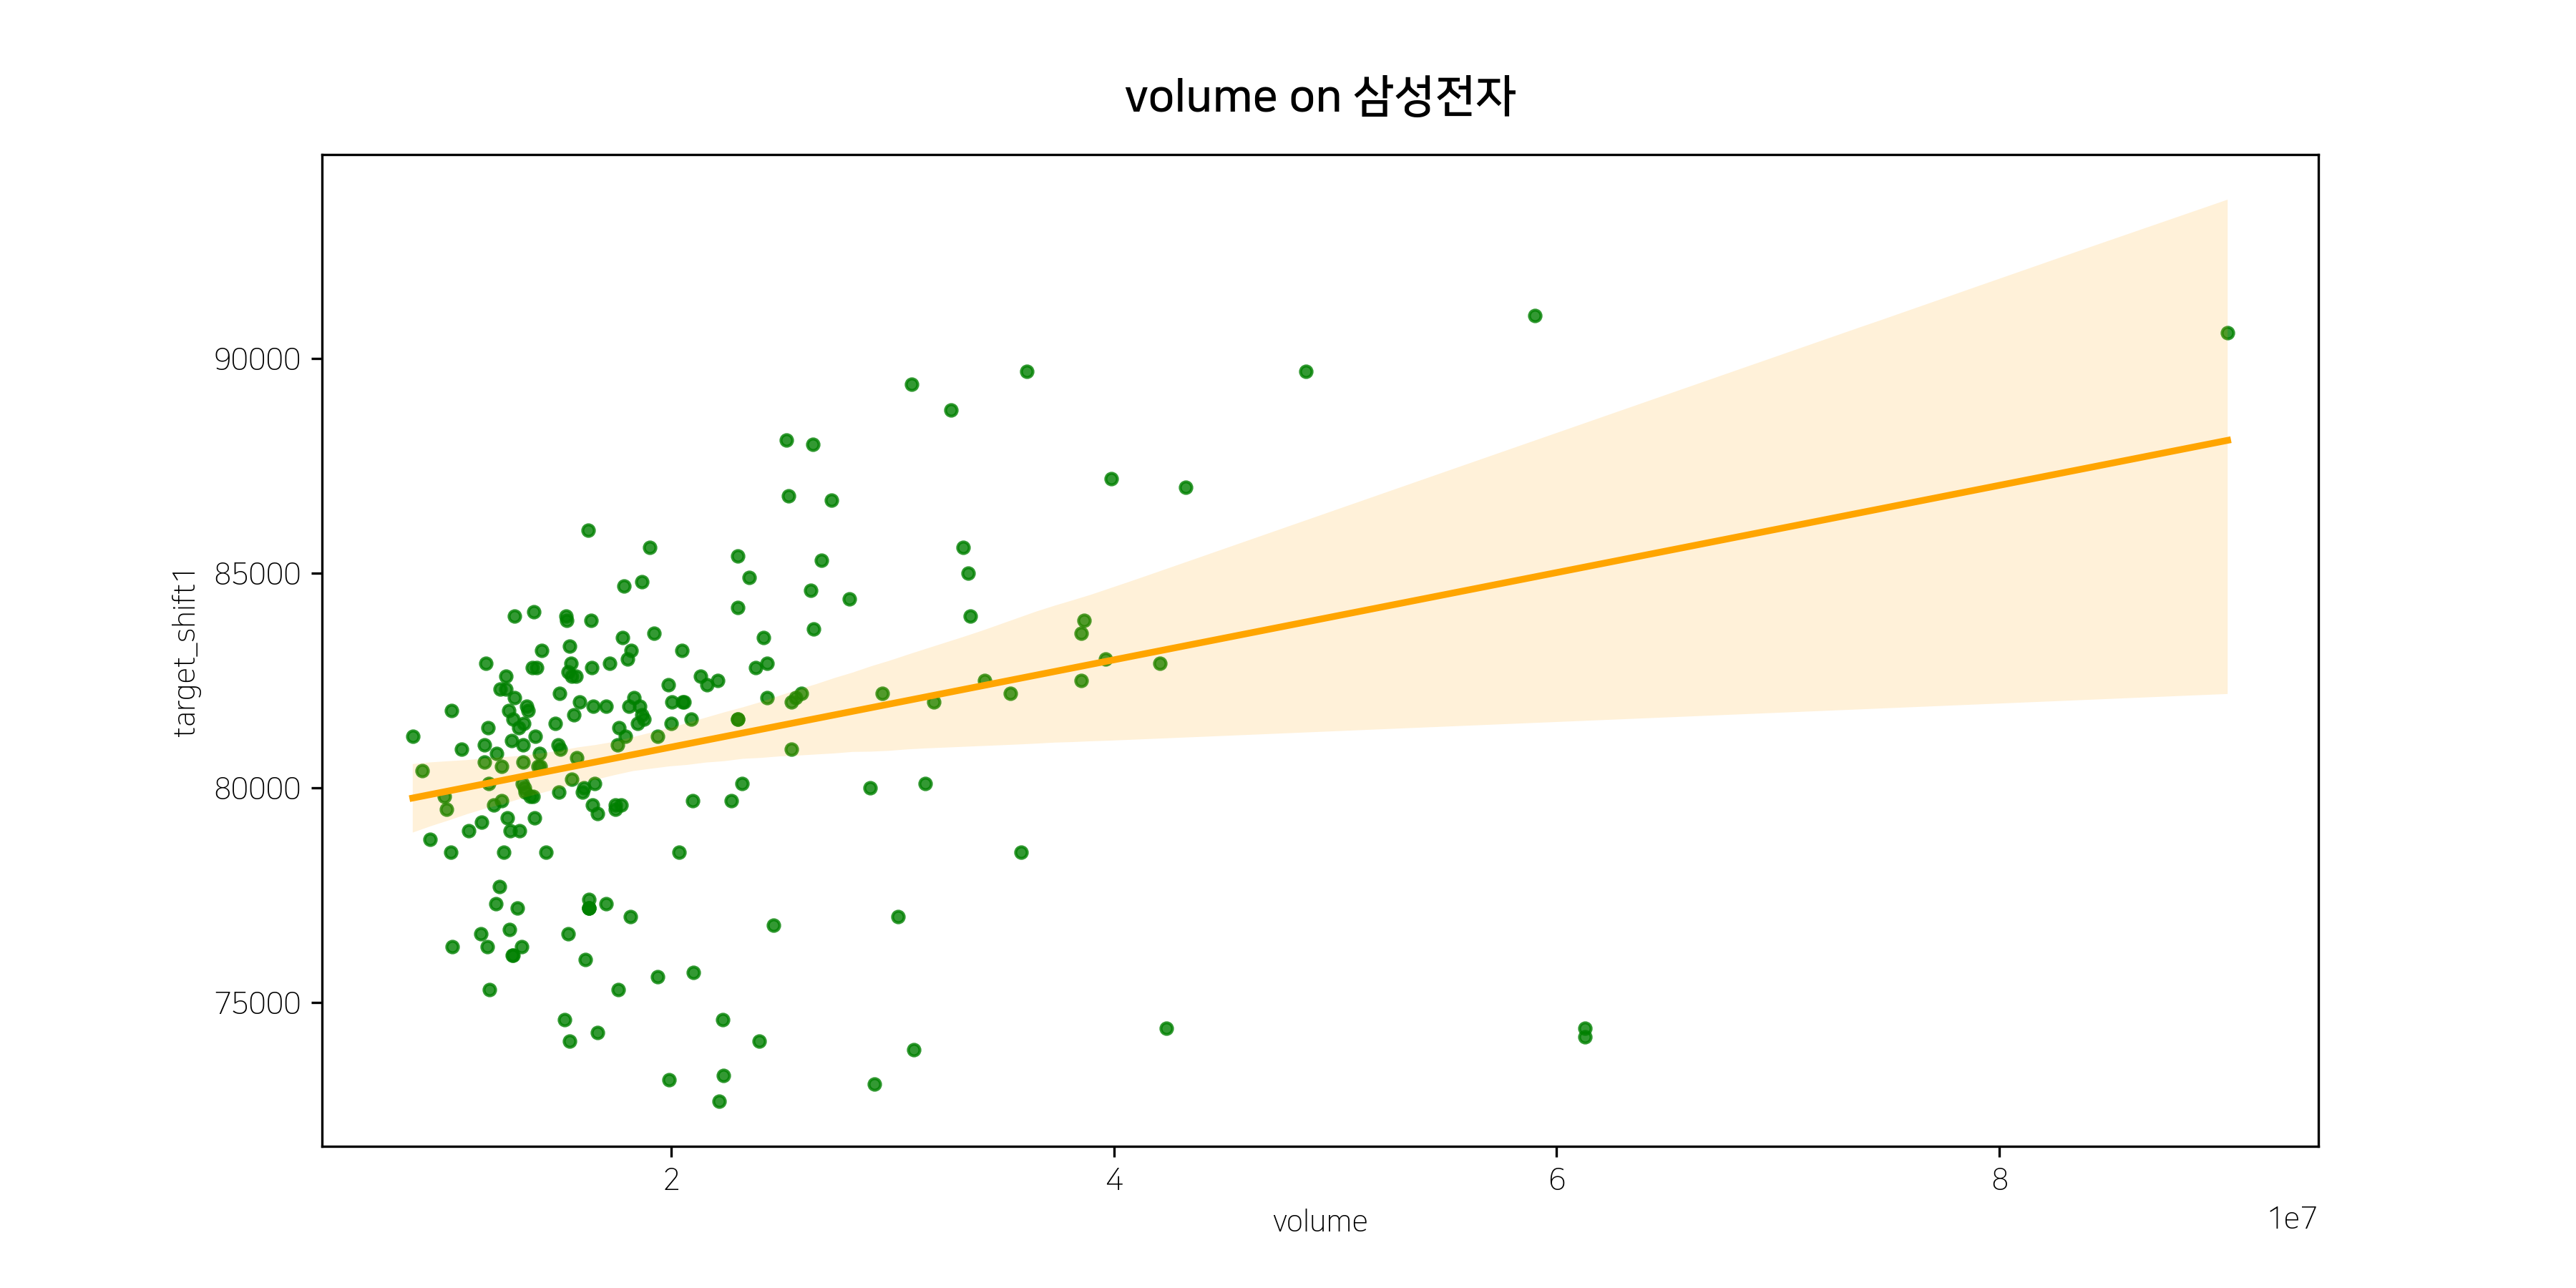 volume on 삼성전자
target_shift1
90000
85000
80000
75000
2 4 6 8
volume
1e7